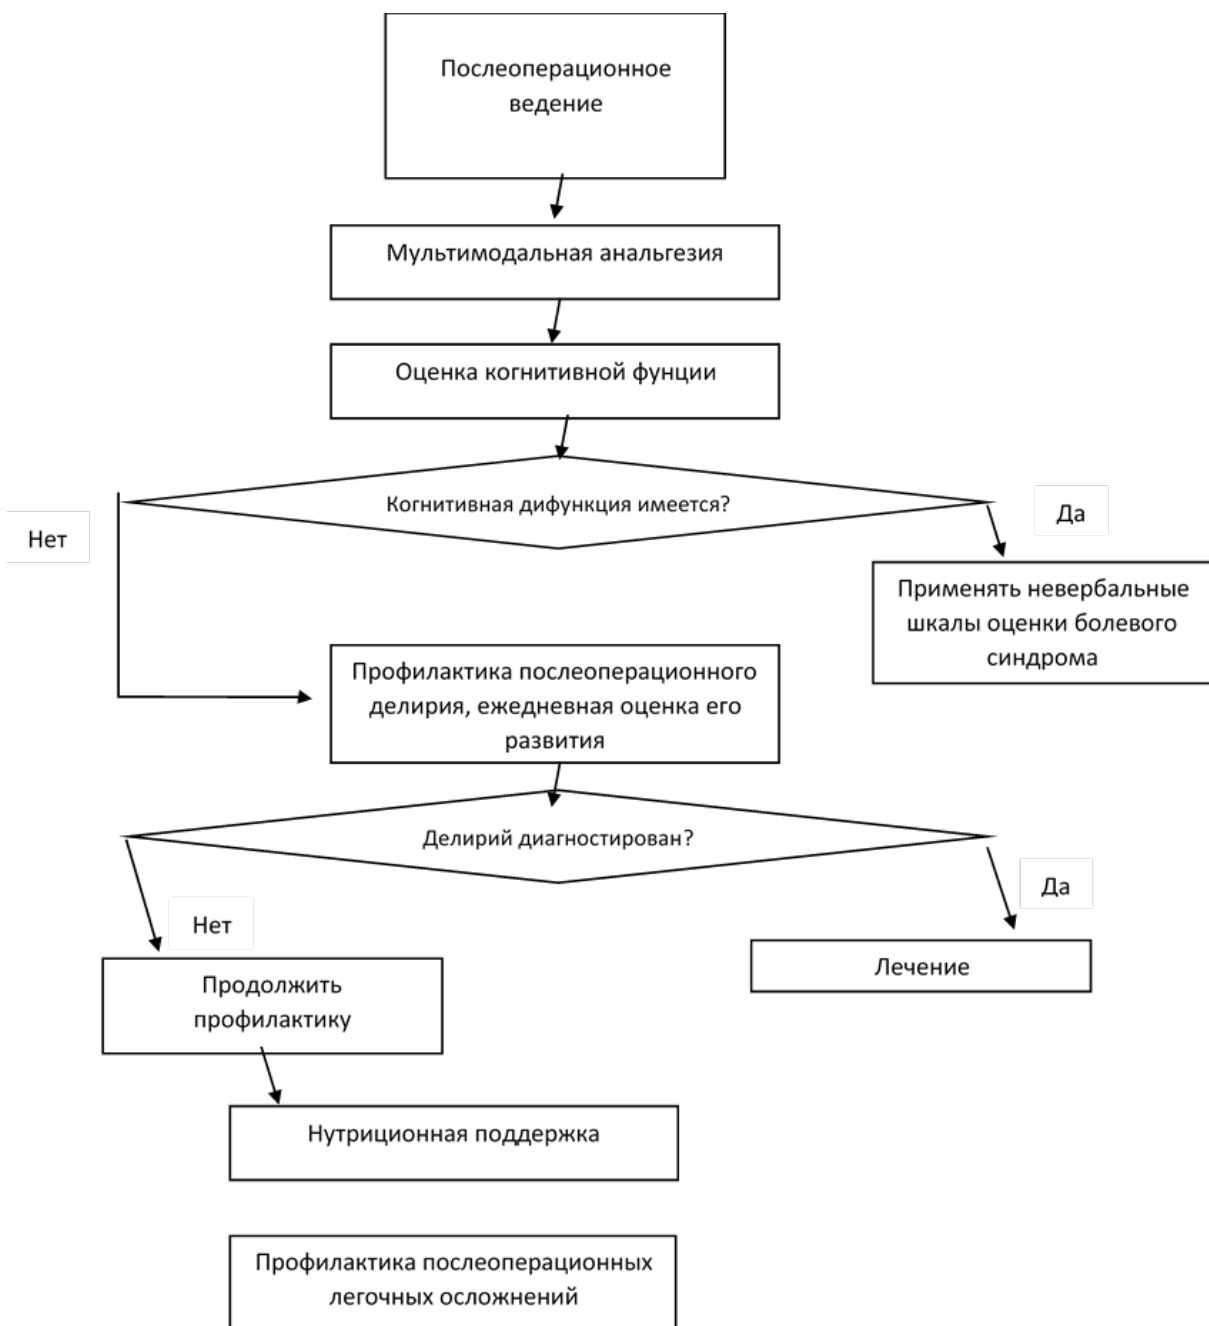 Послеоперационное
ведение
Мультимодальная анальгезия
Оценка когнитивной фунции
Когнитивная дифункция имеется?
Нет
Да
Применять невербальные
шкалы оценки болевого
синдрома
Профилактика послеоперационного
делирия, ежедневная оценка его
развития
Делирий диагностирован?
Да
Нет
Лечение
Продолжить
профилактику
Нутриционная поддержка
Профилактика послеоперационных
легочных осложнений